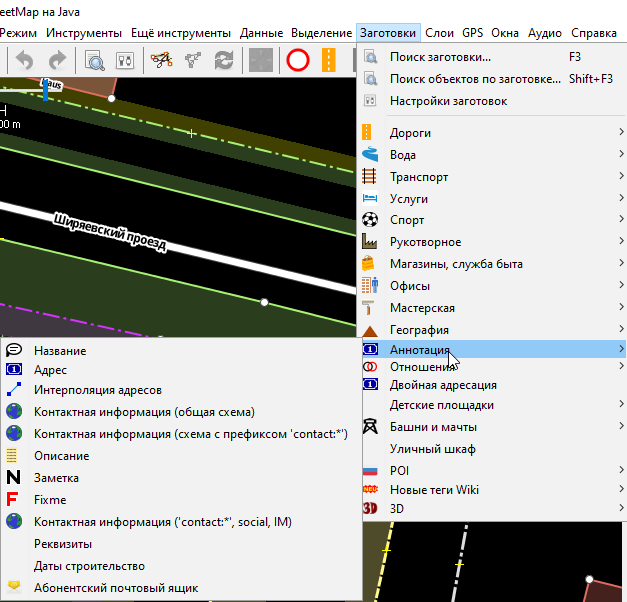 eetMap на Java
Режим Инструменты Ещё инструменты Данные Выделение Заготовки Слои GPS Окна Аудио Справка
Поиск заготовки... F3
Поиск объектов по заготовке... Shift+F3
Настройки заготовок
Дороги
Вода
Транспорт
Услуги
Спорт
Рукотворное
Магазины, служба быта
Офисы
Мастерская
География
Аннотация
Отношения
Двойная адресация
Детские площадки
Башни и мачты
Уличный шкаф
POI
Новые теги Wiki
3D
aus
00 m
Ширяевский проезд
Название
Адрес
Интерполяция адресов
Контактная информация (общая схема)
Контактная информация (схема с префиксом 'contact:*')
Описание
Заметка
Fixme
Контактная информация ('contact:*', social, IM)
Реквизиты
Даты строительство
Абонентский почтовый ящик